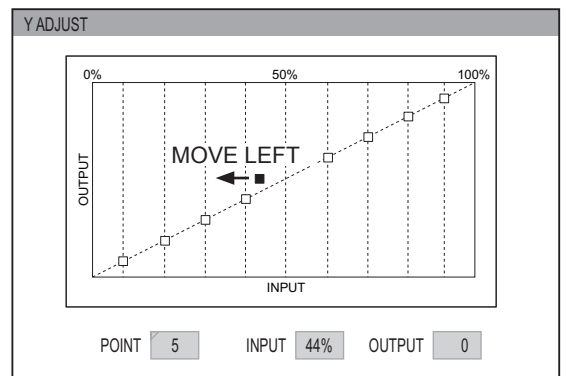 Y ADJUST
0% 50% 100%
MOVE LEFT
OUTPUT
INPUT
POINT 5 INPUT 44% OUTPUT 0